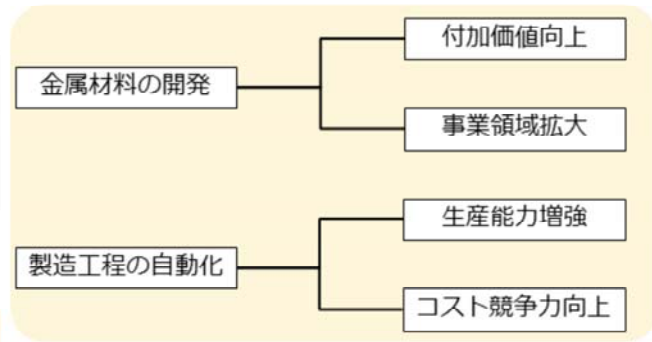 金属材料の開発
付加価値向上
事業領域拡大
製造工程の自動化
生産能力増強
コスト競争力向上